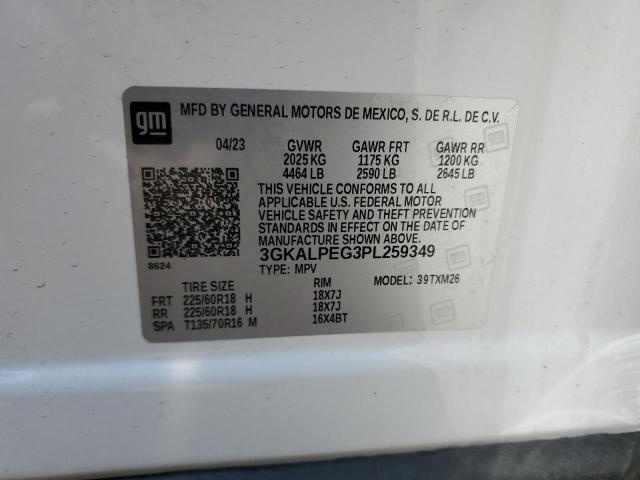 gm
MFD BY GENERAL MOTORS DE MEXICO, S. DE R.L. DE C.V.
04/23 GVWR GAWR FRT GAWR RR
2025 KG 1175 KG 1200 KG
4464 LB 2590 LB 2645 LB
THIS VEHICLE CONFORMS TO ALL
APPLICABLE U.S. FEDERAL MOTOR
VEHICLE SAFETY AND THEFT PREVENTION
STANDARDS IN EFFECT ON THE DATE OF
MANUFACTURE SHOWN ABOVE.
3GKALPEG3PL259349
8624
TYPE: MPV MODEL: 39TXM26
TIRE SIZE RIM
FRT 225/60R18 H 18X7J
RR 225/60R18 H 18X7J
SPA T135/70R16 M 16X4BT